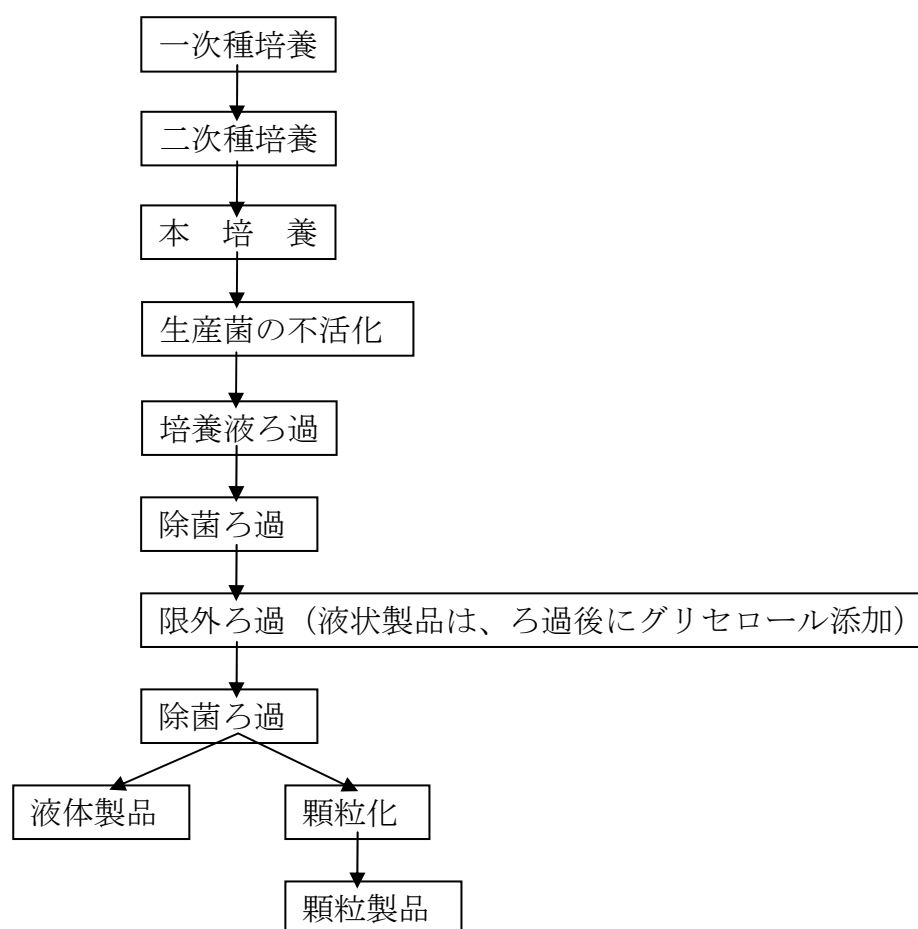 一次種培養
二次種培養
本　培　養
生産菌の不活化
培養液ろ過
除菌ろ過
限外ろ過（液状製品は、ろ過後にグリセロール添加）
除菌ろ過
液体製品
顆粒化
顆粒製品